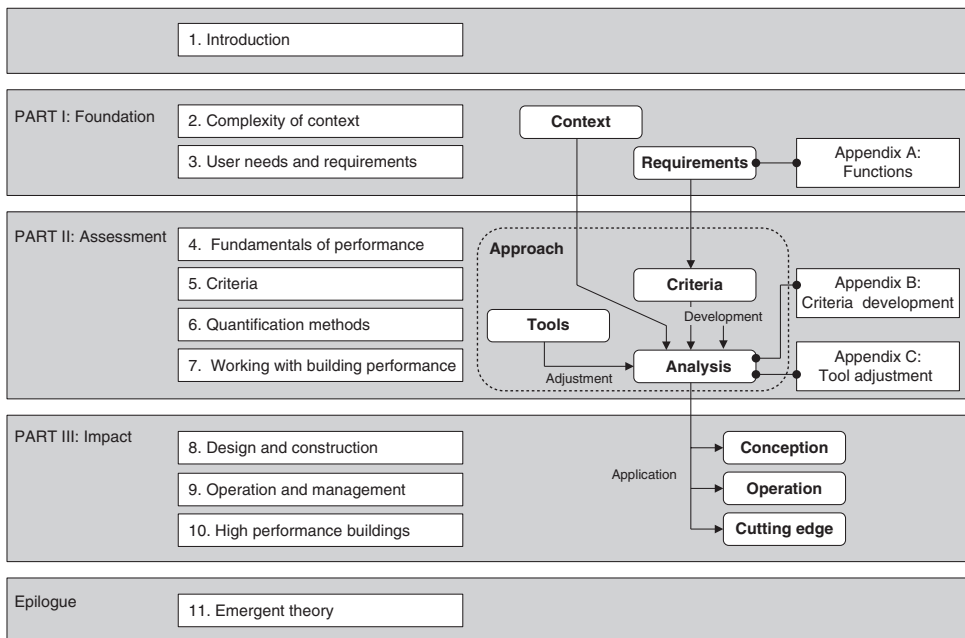 1. Introduction
PART I: Foundation
2. Complexity of context
3. User needs and requirements
Context
Requirements
Appendix A:
Functions
PART II: Assessment
4. Fundamentals of performance
5. Criteria
6. Quantification methods
7. Working with building performance
Approach
Criteria
Development
Tools
Adjustment
Analysis
Appendix B:
Criteria development
Appendix C:
Tool adjustment
PART III: Impact
8. Design and construction
9. Operation and management
10. High performance buildings
Application
Conception
Operation
Cutting edge
Epilogue
11. Emergent theory